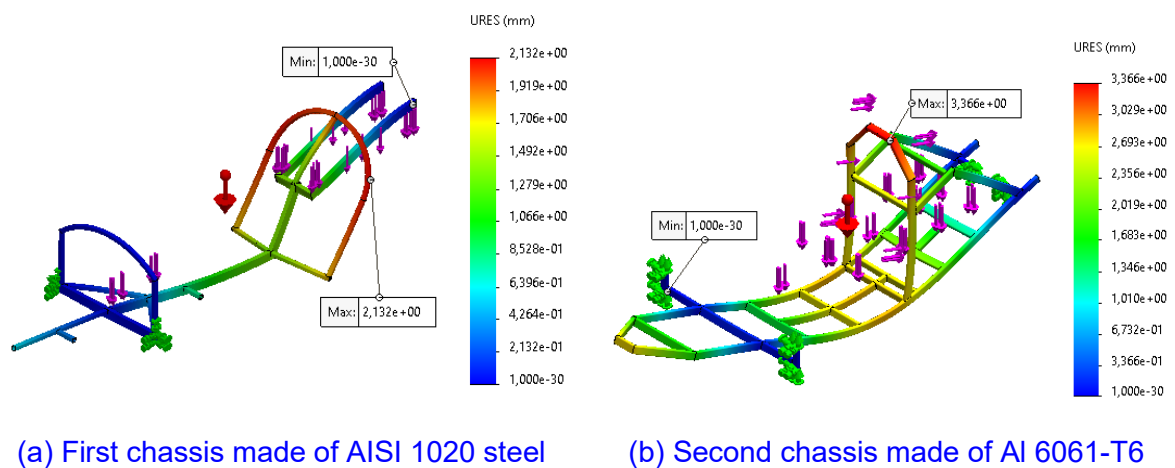 URES (mm)
2,132e+00
1,919e+00
1,706e+00
1,492e+00
1,279e+00
1,066e+00
8,528e-01
6,396e-01
4,264e-01
2,132e-01
1,000e-30
Min: 1,000e-30
Max: 2,132e+00
(a) First chassis made of AISI 1020 steel
URES (mm)
3,366e+00
3,029e+00
2,693e+00
2,356e+00
2,020e+00
1,683e+00
1,346e+00
1,010e+00
6,732e-01
3,366e-01
1,000e-30
Max: 3,366e+00
Min: 1,000e-30
(b) Second chassis made of Al 6061-T6